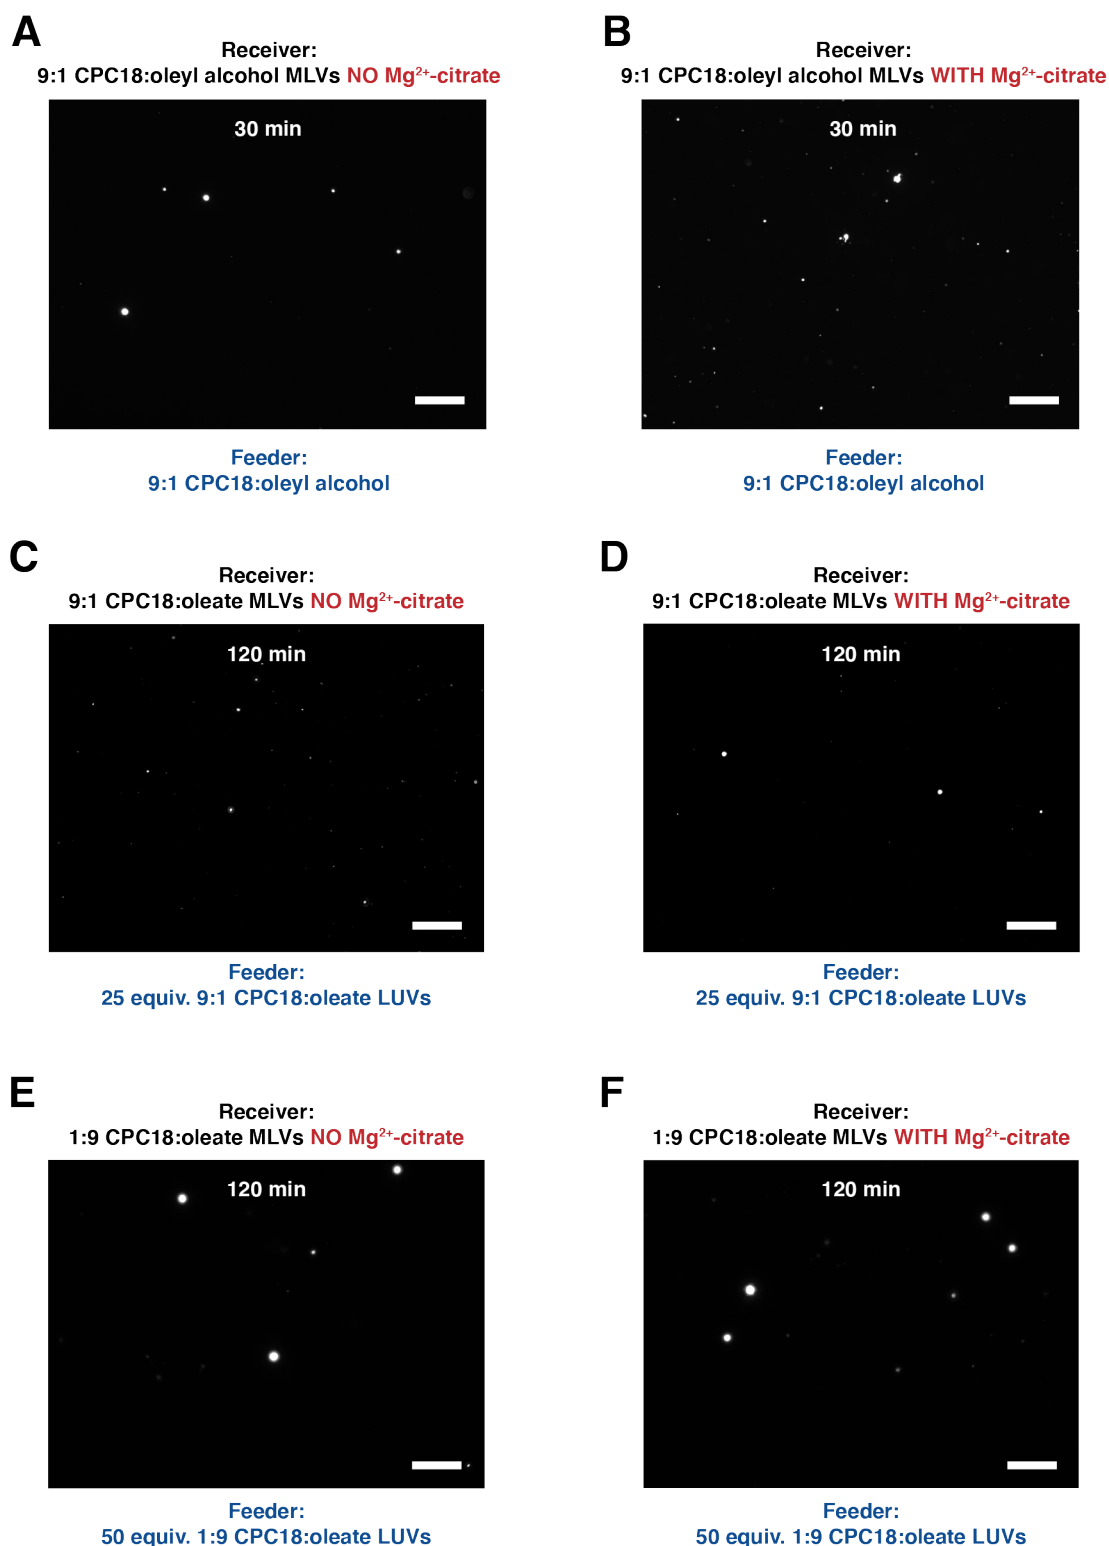 A
Receiver:
9:1 CPC18:oleyl alcohol MLVs NO Mg²⁺-citrate
30 min
Feeder:
9:1 CPC18:oleyl alcohol
B
Receiver:
9:1 CPC18:oleyl alcohol MLVs WITH Mg²⁺-citrate
30 min
Feeder:
9:1 CPC18:oleyl alcohol
C
Receiver:
9:1 CPC18:oleate MLVs NO Mg²⁺-citrate
120 min
Feeder:
25 equiv. 9:1 CPC18:oleate LUVs
D
Receiver:
9:1 CPC18:oleate MLVs WITH Mg²⁺-citrate
120 min
Feeder:
25 equiv. 9:1 CPC18:oleate LUVs
E
Receiver:
1:9 CPC18:oleate MLVs NO Mg²⁺-citrate
120 min
Feeder:
50 equiv. 1:9 CPC18:oleate LUVs
F
Receiver:
1:9 CPC18:oleate MLVs WITH Mg²⁺-citrate
120 min
Feeder:
50 equiv. 1:9 CPC18:oleate LUVs